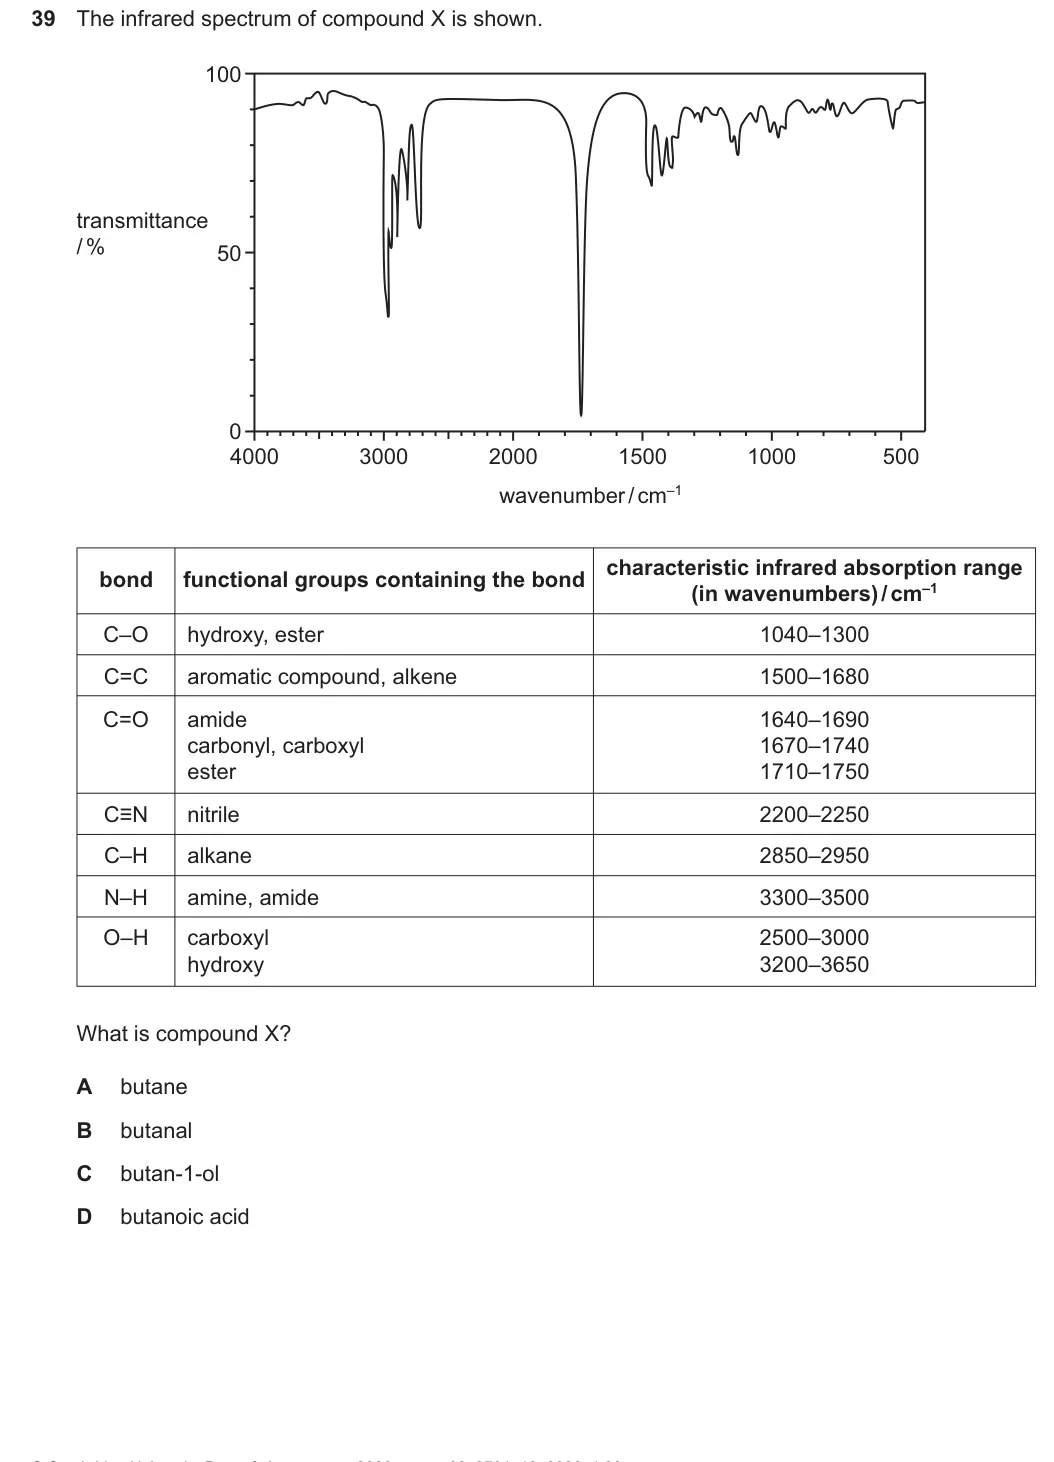 39 The infrared spectrum of compound X is shown.
100
transmittance
/ %
50
0
4000 3000 2000 1500 1000 500
wavenumber / cm–1
bond functional groups containing the bond characteristic infrared absorption range (in wavenumbers) / cm–1
C–O hydroxy, ester 1040–1300
C=C aromatic compound, alkene 1500–1680
C=O amide 1640–1690
carbonyl, carboxyl 1670–1740
ester 1710–1750
C≡N nitrile 2200–2250
C–H alkane 2850–2950
N–H amine, amide 3300–3500
O–H carboxyl 2500–3000
hydroxy 3200–3650
What is compound X?
A butane
B butanal
C butan-1-ol
D butanoic acid